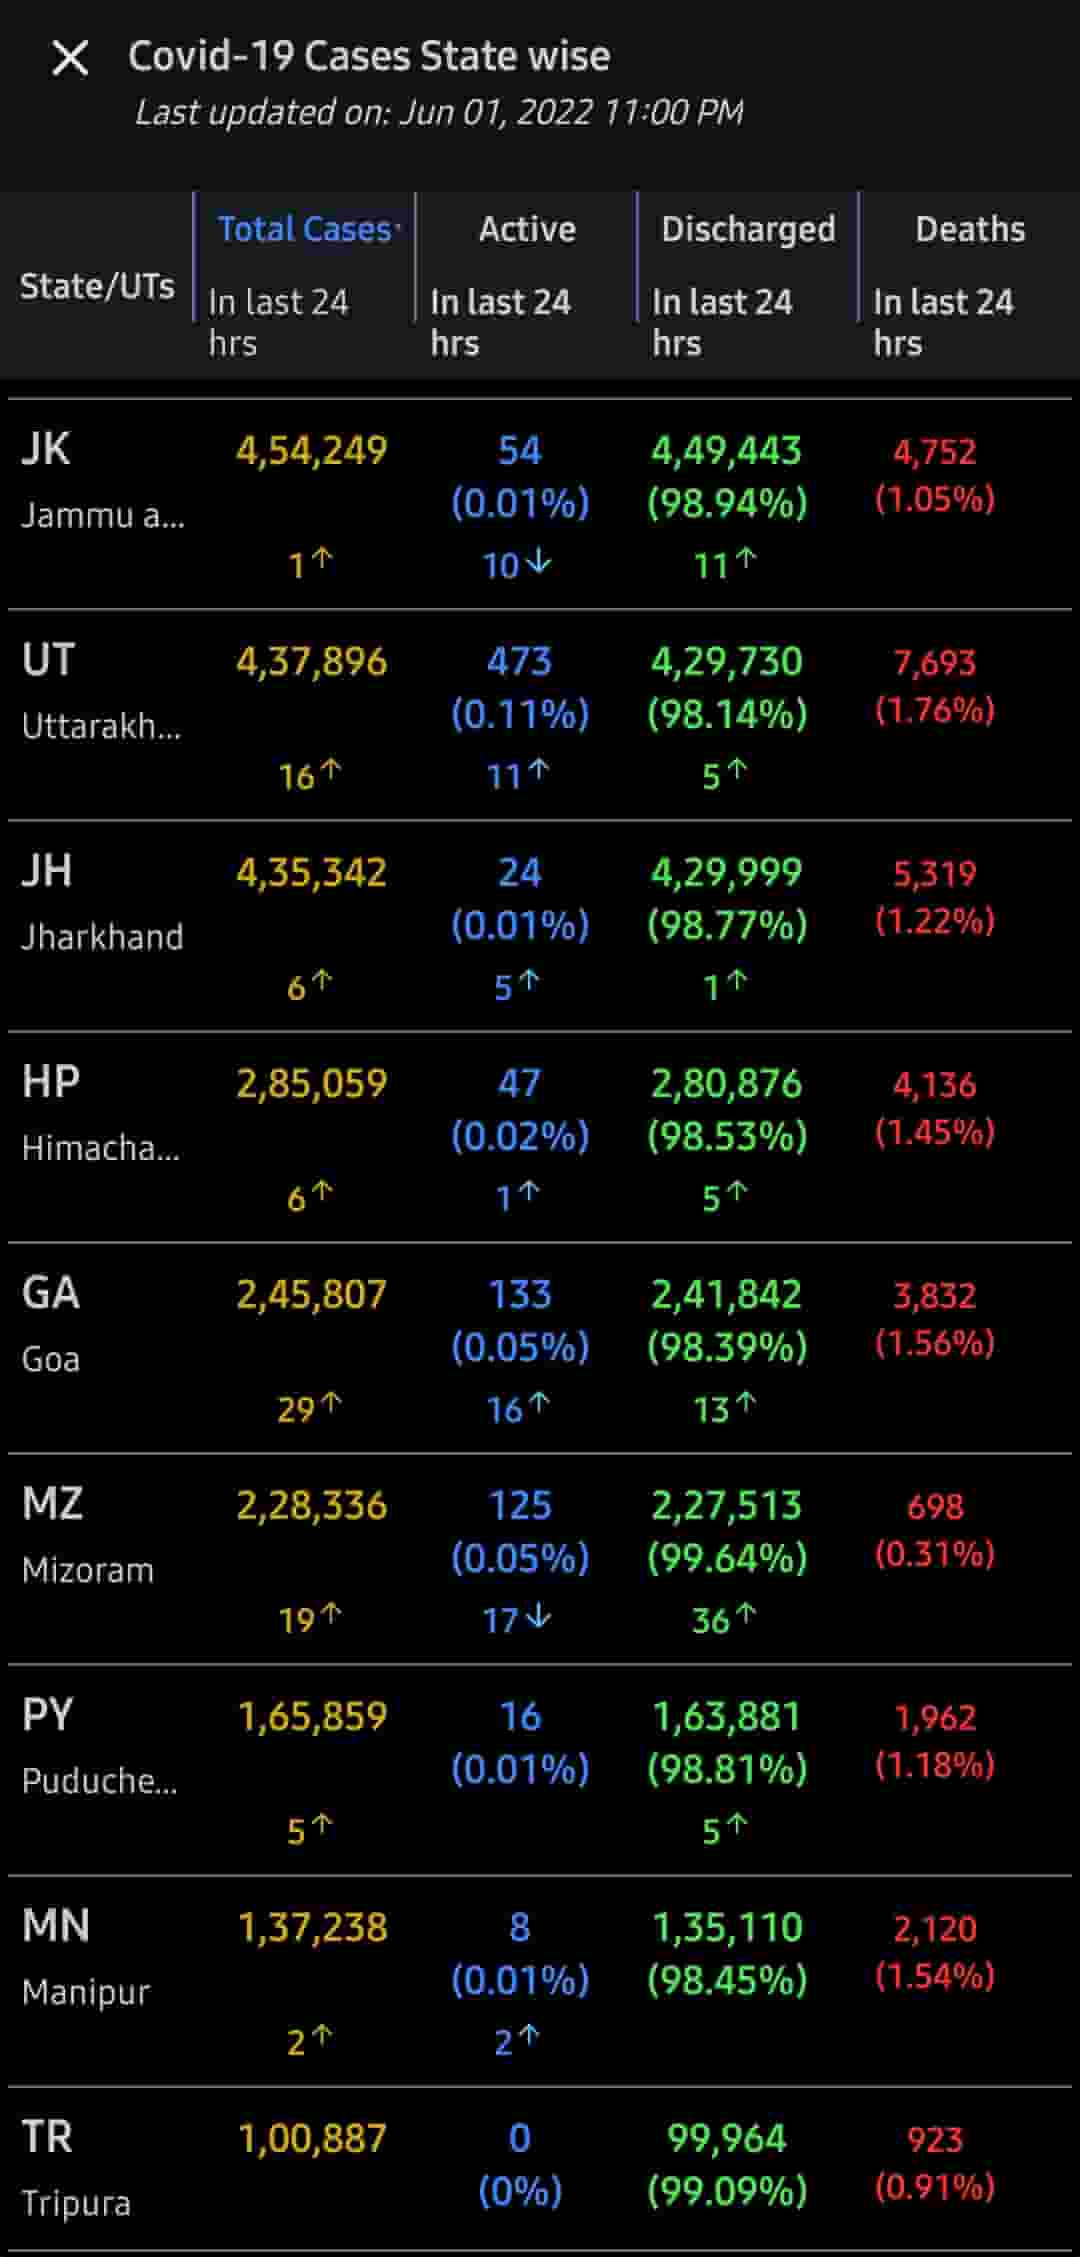 Covid-19 Cases State wise
Last updated on: Jun 01, 2022 11:00 PM
State/UTs
Total Cases
In last 24
hrs
Active
In last 24
hrs
Discharged
In last 24
hrs
Deaths
In last 24
hrs
JK 4,54,249 54 4,49,443 4,752
Jammu a... (0.01%) (98.94%) (1.05%)
1↑ 10↓ 11↑
UT 4,37,896 473 4,29,730 7,693
Uttarakh... (0.11%) (98.14%) (1.76%)
16↑ 11↑ 5↑
JH 4,35,342 24 4,29,999 5,319
Jharkhand (0.01%) (98.77%) (1.22%)
6↑ 5↑ 1↑
HP 2,85,059 47 2,80,876 4,136
Himacha... (0.02%) (98.53%) (1.45%)
6↑ 1↑ 5↑
GA 2,45,807 133 2,41,842 3,832
Goa (0.05%) (98.39%) (1.56%)
29↑ 16↑ 13↑
MZ 2,28,336 125 2,27,513 698
Mizoram (0.05%) (99.64%) (0.31%)
19↑ 17↓ 36↑
PY 1,65,859 16 1,63,881 1,962
Puduche... (0.01%) (98.81%) (1.18%)
5↑ 5↑
MN 1,37,238 8 1,35,110 2,120
Manipur (0.01%) (98.45%) (1.54%)
2↑ 2↑
TR 1,00,887 0 99,964 923
Tripura (0%) (99.09%) (0.91%)